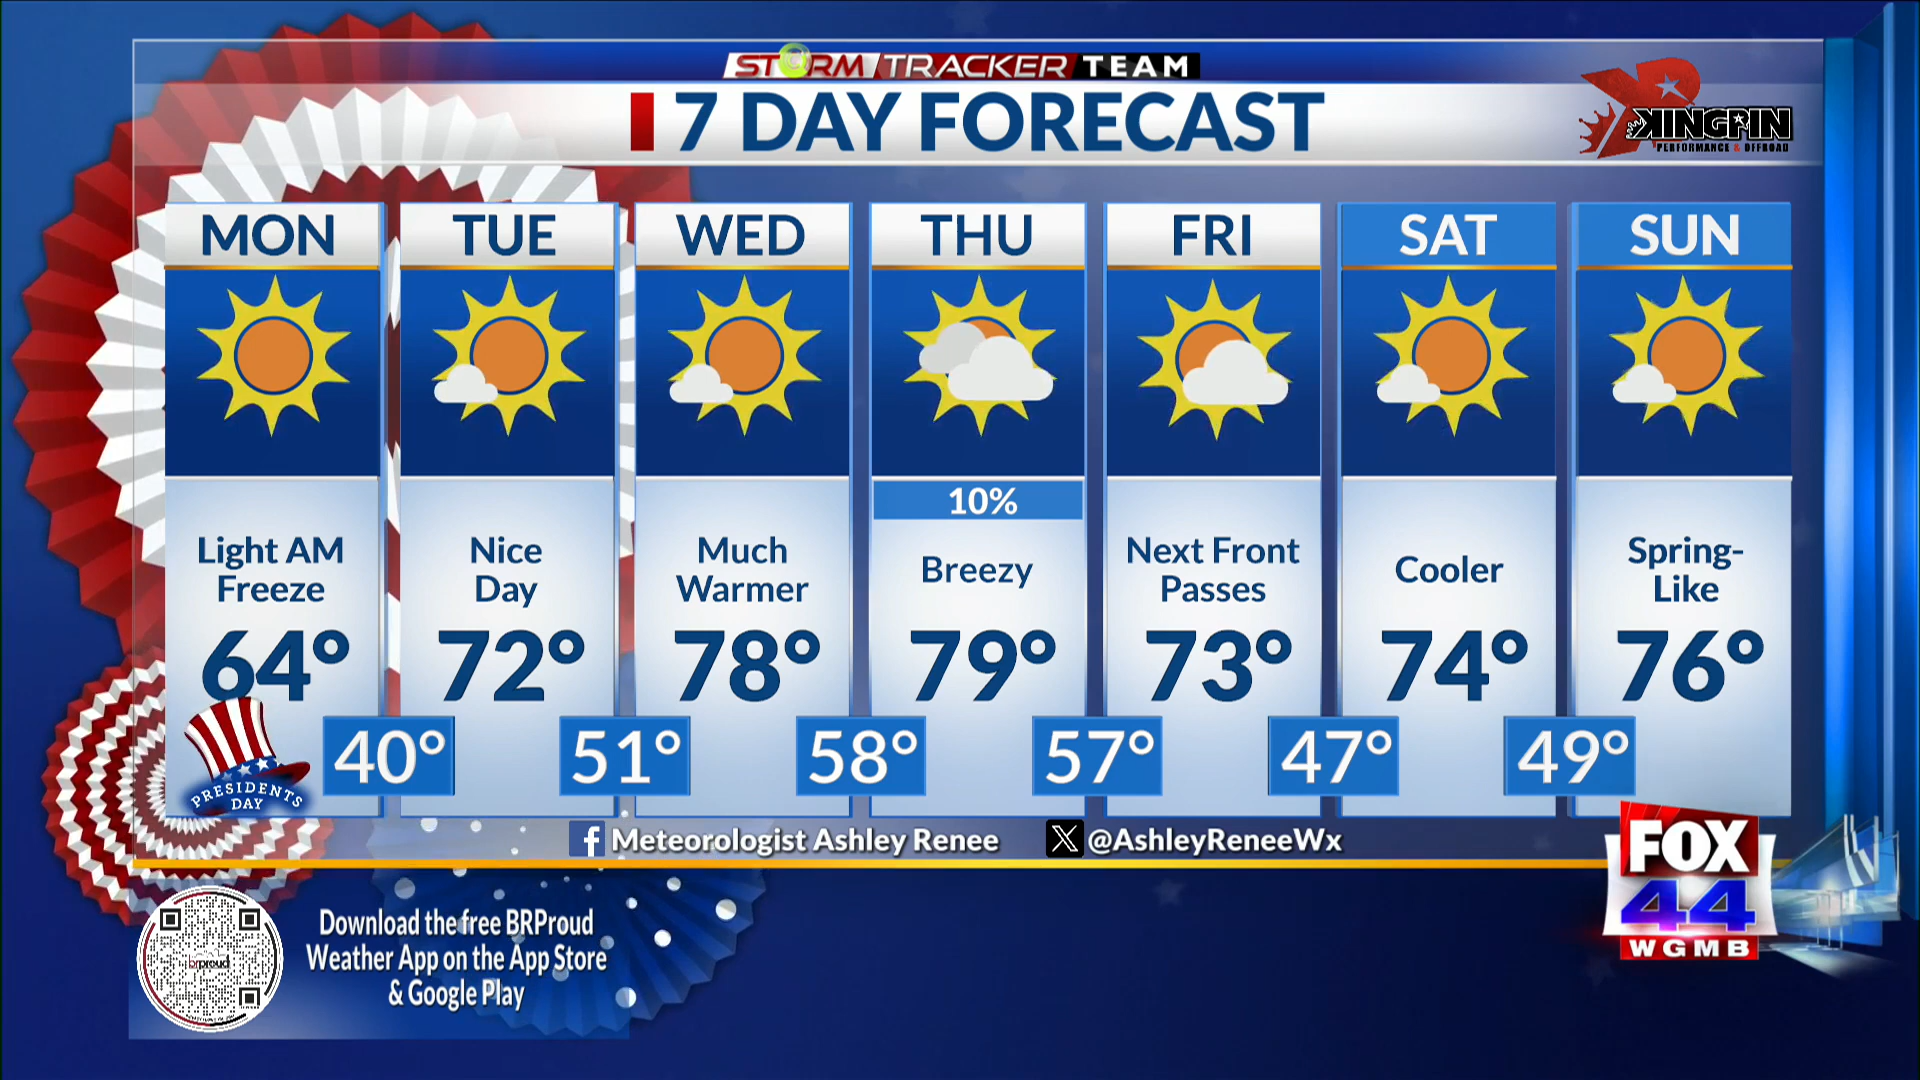 STORM TRACKER TEAM
7 DAY FORECAST
KINGPIN
PERFORMANCE & OFFROAD
MON TUE WED THU FRI SAT SUN
10%
Light AM
Freeze
Nice
Day
Much
Warmer
Breezy
Next Front
Passes
Cooler
Spring-
Like
64° 72° 78° 79° 73° 74° 76°
40° 51° 58° 57° 47° 49°
PRESIDENTS
DAY
f Meteorologist Ashley Renee X @AshleyReneeWx
FOX
44
WGMB
brproud
Download the free BRProud
Weather App on the App Store
& Google Play